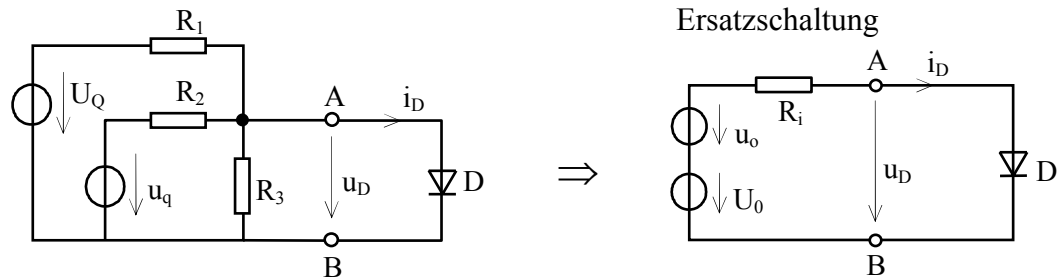 Ersatzschaltung
R1
UQ
R2
A
iD
uq
R3
uD
D
B
⇒
A
iD
Ri
uo
uD
D
U0
B